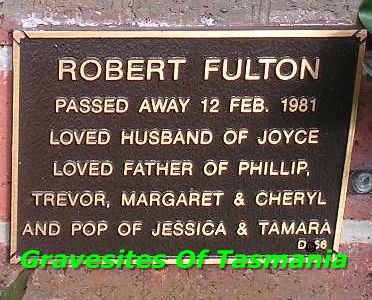 ROBERT FULTON
PASSED AWAY 12 FEB. 1981
LOVED HUSBAND OF JOYCE
LOVED FATHER OF PHILLIP,
TREVOR, MARGARET & CHERYL
AND POP OF JESSICA & TAMARA
Gravesites Of Tasmania